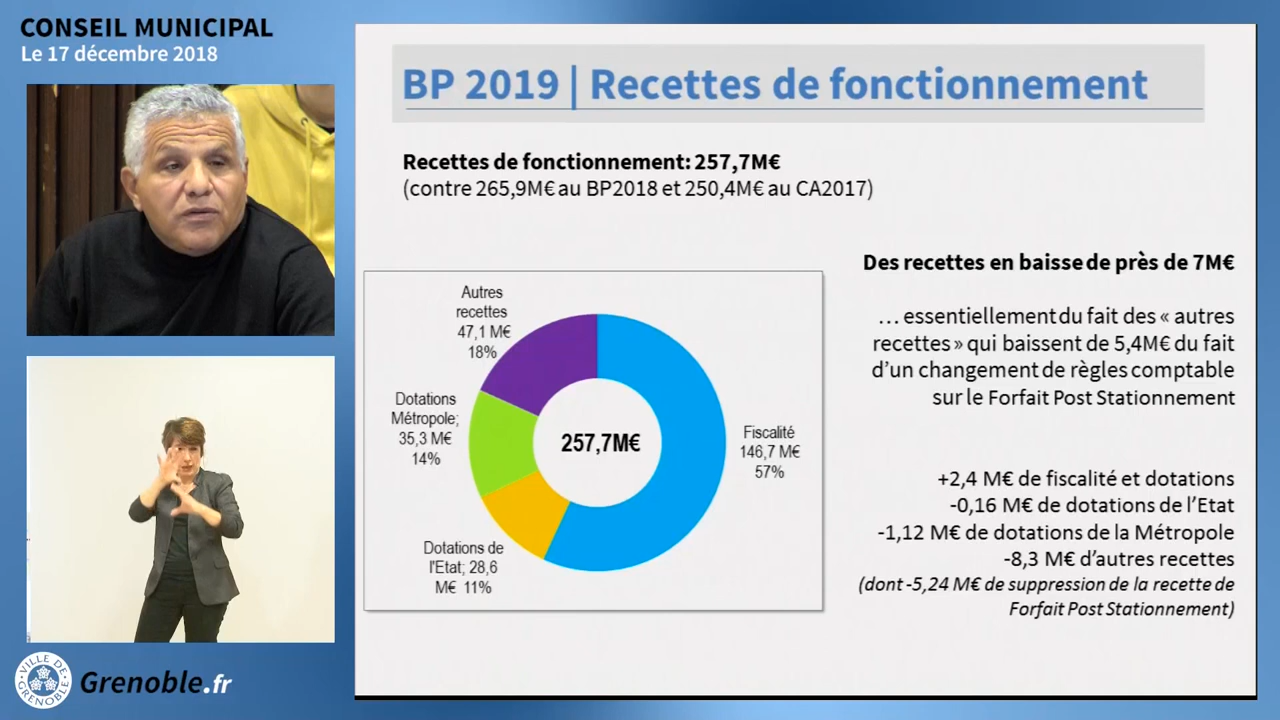 CONSEIL MUNICIPAL
Le 17 décembre 2018
BP 2019 | Recettes de fonctionnement
Recettes de fonctionnement: 257,7M€
(contre 265,9M€ au BP2018 et 250,4M€ au CA2017)
Des recettes en baisse de près de 7M€
… essentiellement du fait des « autres
recettes » qui baissent de 5,4M€ du fait
d’un changement de règles comptable
sur le Forfait Post Stationnement
+2,4 M€ de fiscalité et dotations
-0,16 M€ de dotations de l’Etat
-1,12 M€ de dotations de la Métropole
-8,3 M€ d’autres recettes
(dont -5,24 M€ de suppression de la recette de
Forfait Post Stationnement)
Autres
recettes
47,1 M€
18%
Dotations
Métropole;
35,3 M€
14%
257,7M€
Fiscalité
146,7 M€
57%
Dotations de
l'Etat; 28,6
M€ 11%
VILLE DE
GRENOBLE
Grenoble.fr